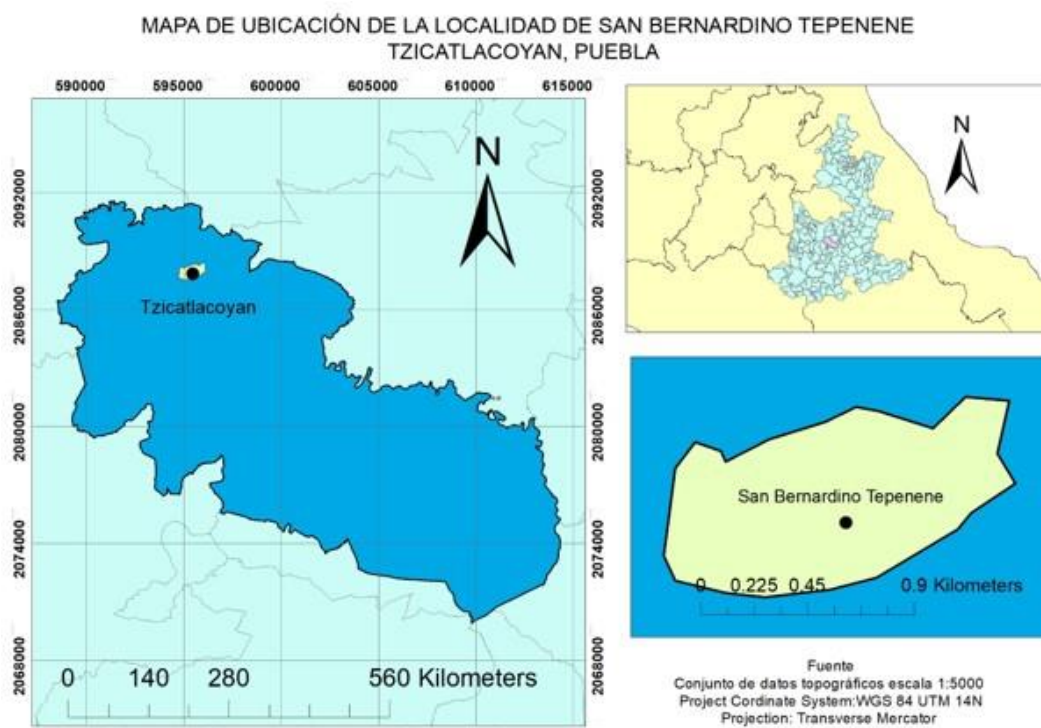 MAPA DE UBICACIÓN DE LA LOCALIDAD DE SAN BERNARDINO TEPENENE
TZICATLACOYAN, PUEBLA
590000 595000 600000 605000 610000 615000
N
2092000 2092000
2086000 2086000
2080000 2080000
2074000 2074000
2068000 2068000
Tzicatlacoyan
0 140 280 560 Kilometers
N
San Bernardino Tepenene
0 0.225 0.45 0.9 Kilometers
Fuente
Conjunto de datos topográficos escala 1:5000
Project Cordinate System:WGS 84 UTM 14N
Projection: Transverse Mercator